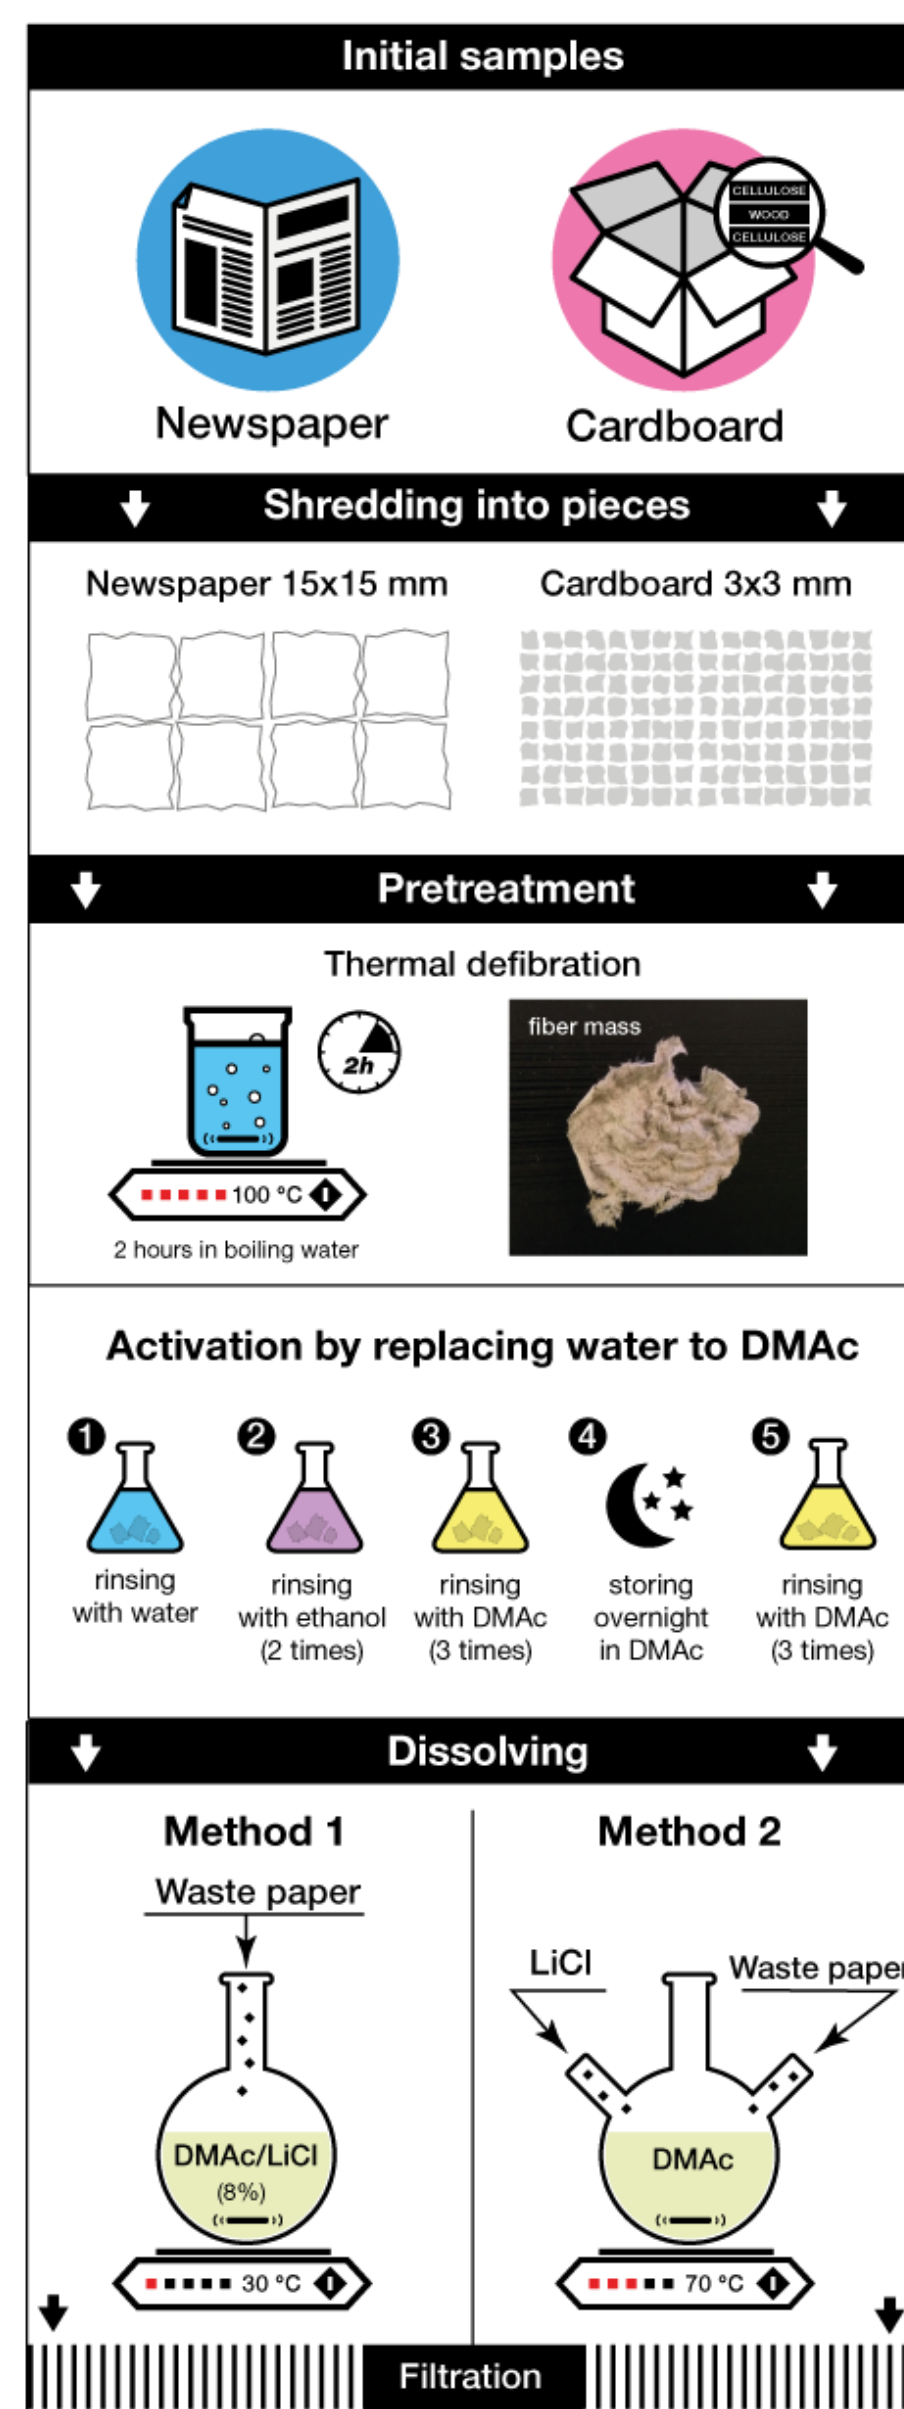 Initial samples
CELLULOSE
WOOD
CELLULOSE
Newspaper
Cardboard
Shredding into pieces
Newspaper 15x15 mm
Cardboard 3x3 mm
Pretreatment
Thermal defibration
2h
100 °C
2 hours in boiling water
fiber mass
Activation by replacing water to DMAc
1
rinsing
with water
2
rinsing
with ethanol
(2 times)
3
rinsing
with DMAc
(3 times)
4
storing
overnight
in DMAc
5
rinsing
with DMAc
(3 times)
Dissolving
Method 1
Waste paper
DMAc/LiCl
(8%)
30 °C
Method 2
LiCl
Waste paper
DMAc
70 °C
Filtration